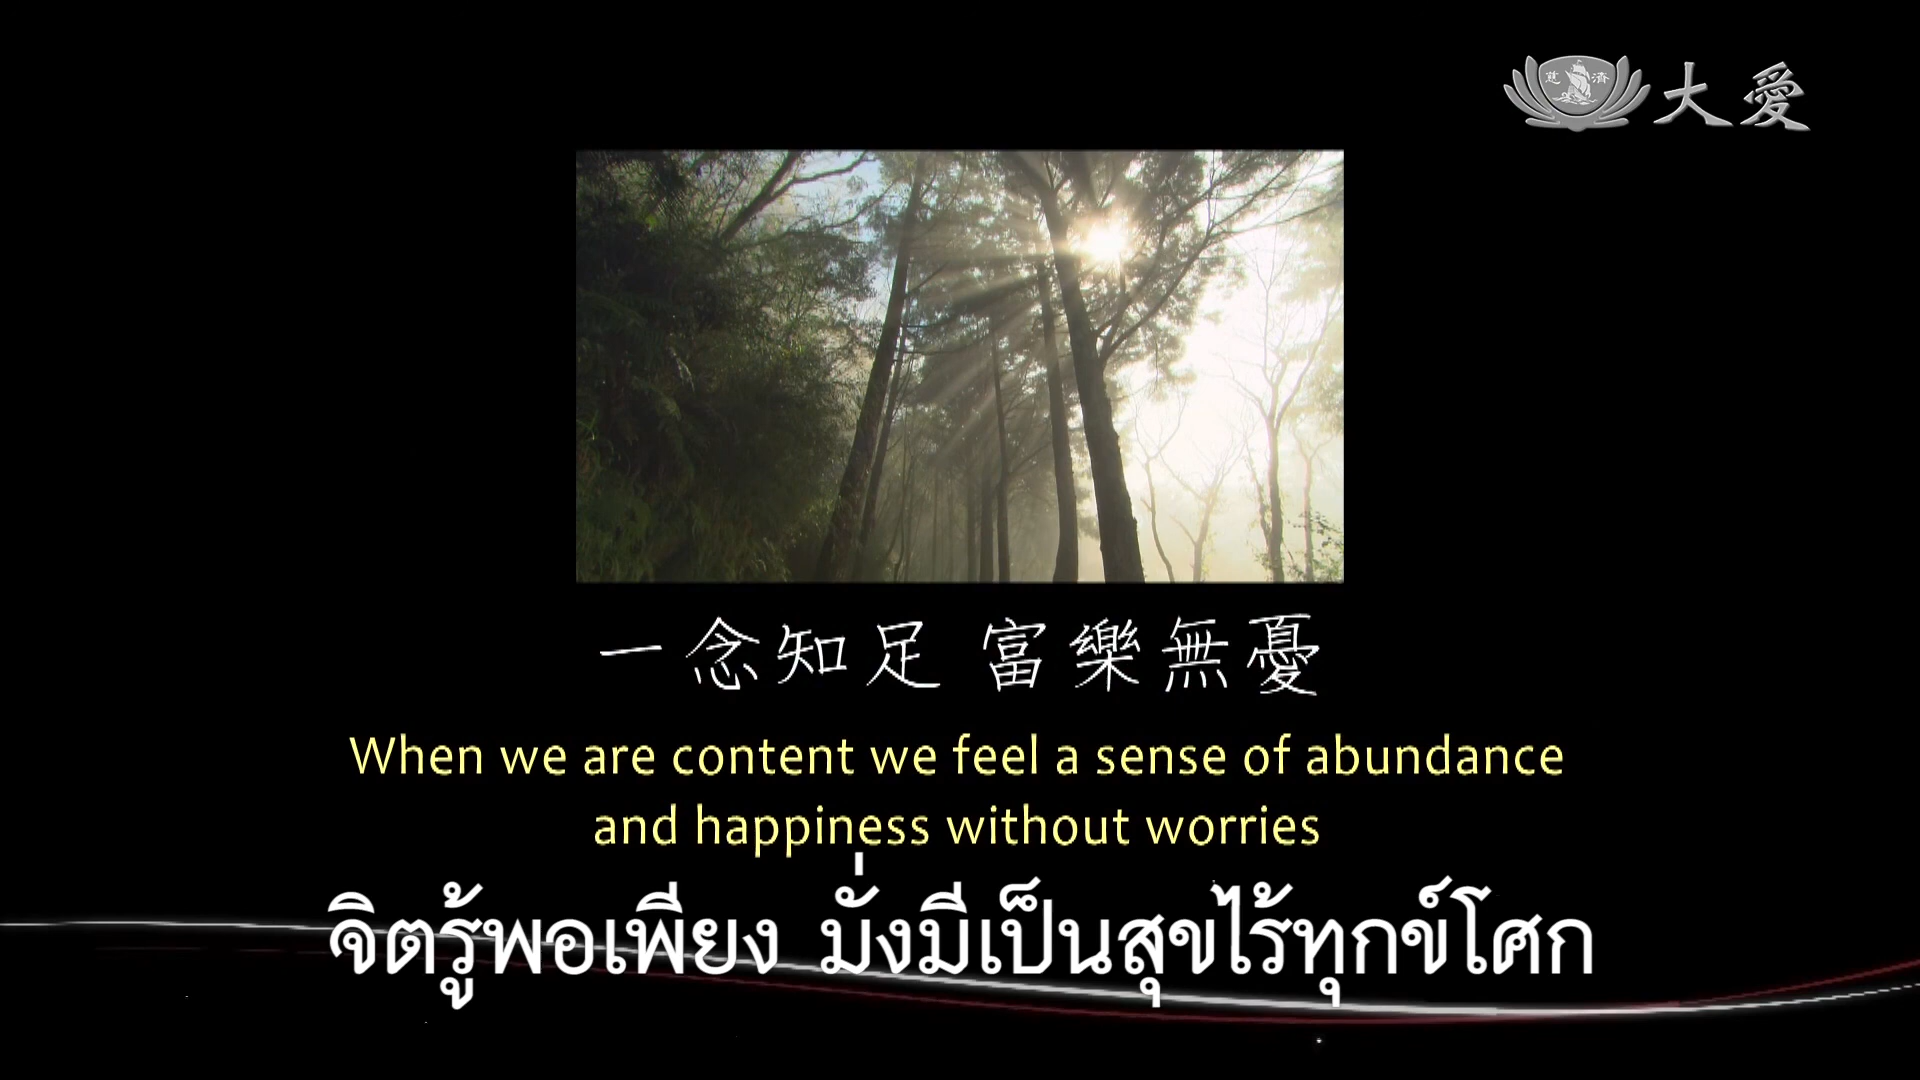 慈濟 大愛
一念知足 富樂無憂
When we are content we feel a sense of abundance
and happiness without worries
จิตรู้พอเพียง มั่งมีเป็นสุขไร้ทุกข์โศก